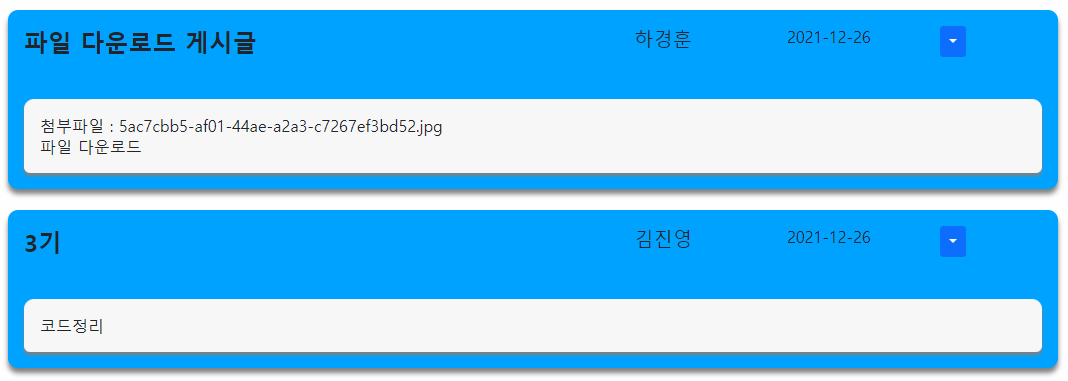 파일 다운로드 게시글 하경훈 2021-12-26
첨부파일 : 5ac7cbb5-af01-44ae-a2a3-c7267ef3bd52.jpg
파일 다운로드
3기 김진영 2021-12-26
코드정리